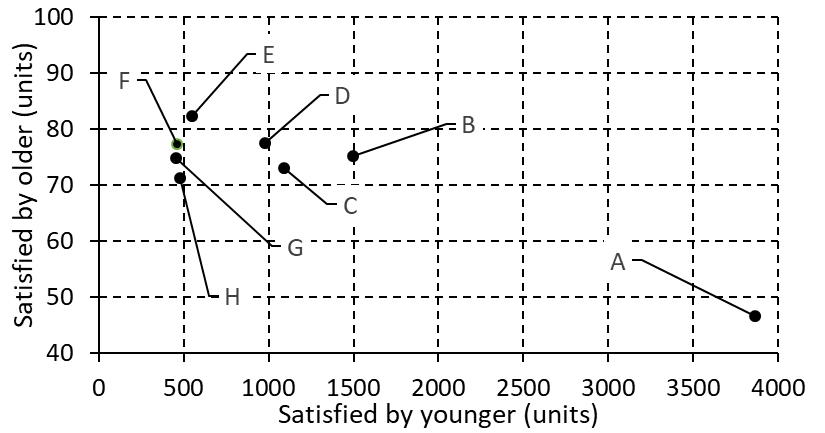 100
90
80
70
60
50
40
Satisfied by older (units)
E
F
D
B
C
G
A
H
0 500 1000 1500 2000 2500 3000 3500 4000
Satisfied by younger (units)